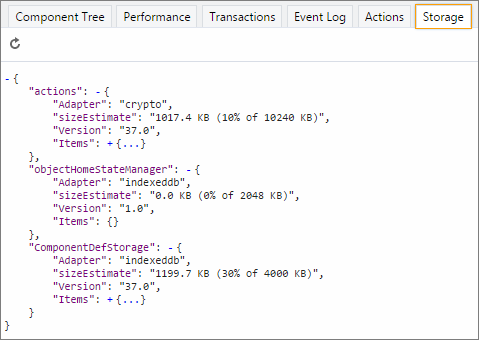 Component Tree Performance Transactions Event Log Actions Storage
- {
"actions": - {
"Adapter": "crypto",
"sizeEstimate": "1017.4 KB (10% of 10240 KB)",
"Version": "37.0",
"Items": + {...}
},
"objectHomeStateManager": - {
"Adapter": "indexeddb",
"sizeEstimate": "0.0 KB (0% of 2048 KB)",
"Version": "1.0",
"Items": {}
},
"ComponentDefStorage": - {
"Adapter": "indexeddb",
"sizeEstimate": "1199.7 KB (30% of 4000 KB)",
"Version": "37.0",
"Items": + {...}
}
}